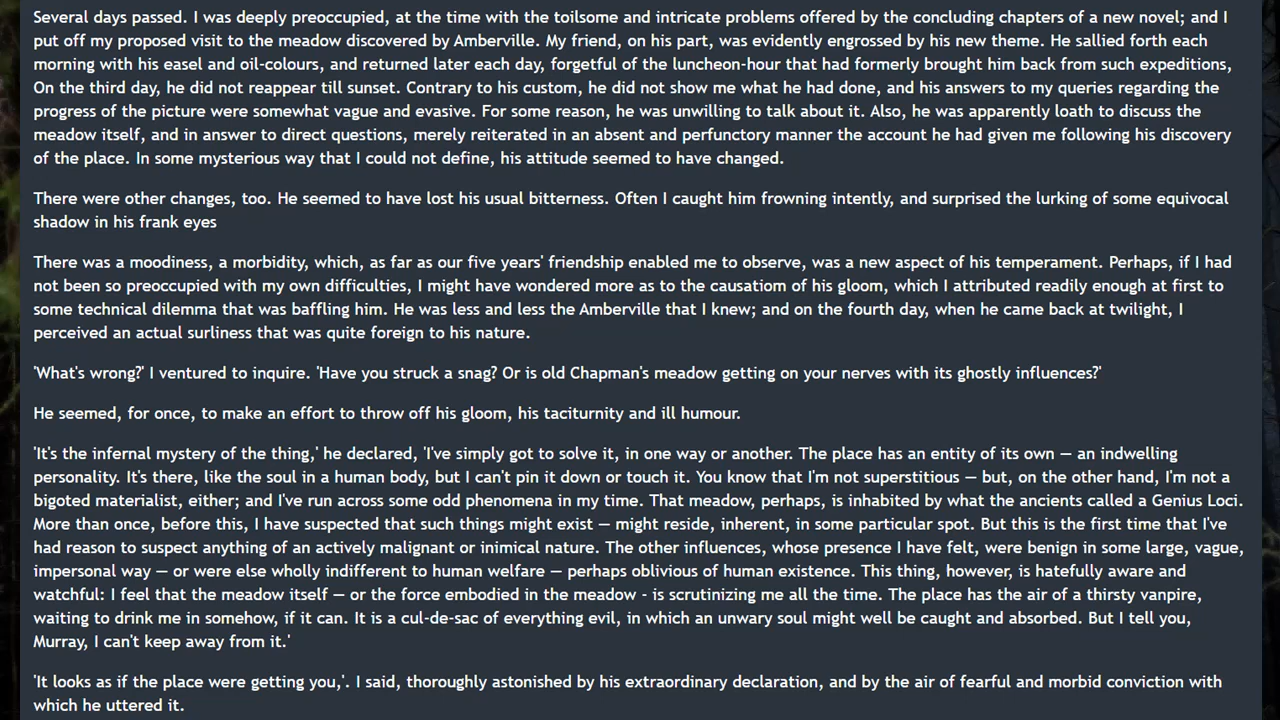 Several days passed. I was deeply preoccupied, at the time with the toilsome and intricate problems offered by the concluding chapters of a new novel; and I
put off my proposed visit to the meadow discovered by Amberville. My friend, on his part, was evidently engrossed by his new theme. He sallied forth each
morning with his easel and oil-colours, and returned later each day, forgetful of the luncheon-hour that had formerly brought him back from such expeditions,
On the third day, he did not reappear till sunset. Contrary to his custom, he did not show me what he had done, and his answers to my queries regarding the
progress of the picture were somewhat vague and evasive. For some reason, he was unwilling to talk about it. Also, he was apparently loath to discuss the
meadow itself, and in answer to direct questions, merely reiterated in an absent and perfunctory manner the account he had given me following his discovery
of the place. In some mysterious way that I could not define, his attitude seemed to have changed.
There were other changes, too. He seemed to have lost his usual bitterness. Often I caught him frowning intently, and surprised the lurking of some equivocal
shadow in his frank eyes
There was a moodiness, a morbidity, which, as far as our five years' friendship enabled me to observe, was a new aspect of his temperament. Perhaps, if I had
not been so preoccupied with my own difficulties, I might have wondered more as to the causatiom of his gloom, which I attributed readily enough at first to
some technical dilemma that was baffling him. He was less and less the Amberville that I knew; and on the fourth day, when he came back at twilight, I
perceived an actual surliness that was quite foreign to his nature.
'What's wrong?' I ventured to inquire. 'Have you struck a snag? Or is old Chapman's meadow getting on your nerves with its ghostly influences?'
He seemed, for once, to make an effort to throw off his gloom, his taciturnity and ill humour.
'It's the infernal mystery of the thing,' he declared, 'I've simply got to solve it, in one way or another. The place has an entity of its own — an indwelling
personality. It's there, like the soul in a human body, but I can't pin it down or touch it. You know that I'm not superstitious — but, on the other hand, I'm not a
bigoted materialist, either; and I've run across some odd phenomena in my time. That meadow, perhaps, is inhabited by what the ancients called a Genius Loci.
More than once, before this, I have suspected that such things might exist — might reside, inherent, in some particular spot. But this is the first time that I've
had reason to suspect anything of an actively malignant or inimical nature. The other influences, whose presence I have felt, were benign in some large, vague,
impersonal way — or were else wholly indifferent to human welfare — perhaps oblivious of human existence. This thing, however, is hatefully aware and
watchful: I feel that the meadow itself — or the force embodied in the meadow - is scrutinizing me all the time. The place has the air of a thirsty vanpire,
waiting to drink me in somehow, if it can. It is a cul-de-sac of everything evil, in which an unwary soul might well be caught and absorbed. But I tell you,
Murray, I can't keep away from it.'
'It looks as if the place were getting you,'. I said, thoroughly astonished by his extraordinary declaration, and by the air of fearful and morbid conviction with
which he uttered it.